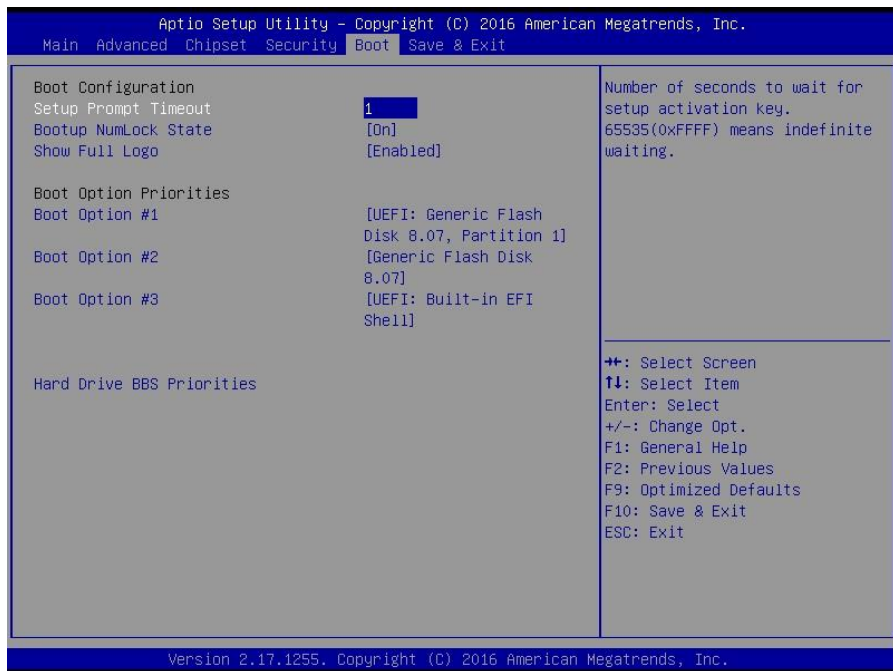 Aptio Setup Utility – Copyright (C) 2016 American Megatrends, Inc.
Main Advanced Chipset Security Boot Save & Exit
Boot Configuration
Setup Prompt Timeout 1
Bootup NumLock State [On]
Show Full Logo [Enabled]
Boot Option Priorities
Boot Option #1 [UEFI: Generic Flash
Disk 8.07, Partition 1]
Boot Option #2 [Generic Flash Disk
8.07]
Boot Option #3 [UEFI: Built-in EFI
Shell]
Hard Drive BBS Priorities
Number of seconds to wait for
setup activation key.
65535(0xFFFF) means indefinite
waiting.
→←: Select Screen
↑↓: Select Item
Enter: Select
+/-: Change Opt.
F1: General Help
F2: Previous Values
F9: Optimized Defaults
F10: Save & Exit
ESC: Exit
Version 2.17.1255. Copyright (C) 2016 American Megatrends, Inc.